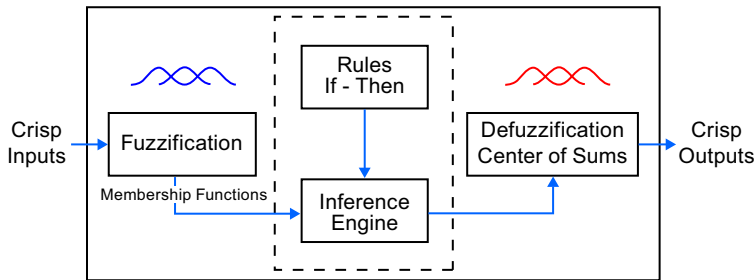 Crisp
Inputs
Fuzzification
Membership Functions
Rules
If - Then
Inference
Engine
Defuzzification
Center of Sums
Crisp
Outputs